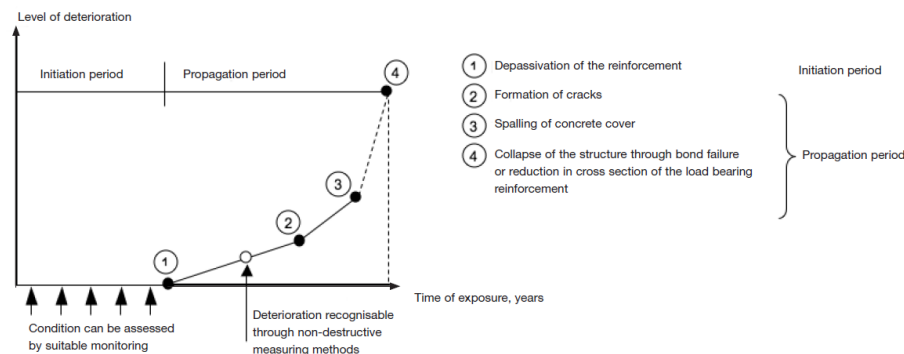 Level of deterioration
Initiation period
Propagation period
4
3
2
1
Time of exposure, years
Condition can be assessed
by suitable monitoring
Deterioration recognisable
through non-destructive
measuring methods
1 Depassivation of the reinforcement
Initiation period
2 Formation of cracks
3 Spalling of concrete cover
4 Collapse of the structure through bond failure
or reduction in cross section of the load bearing
reinforcement
Propagation period